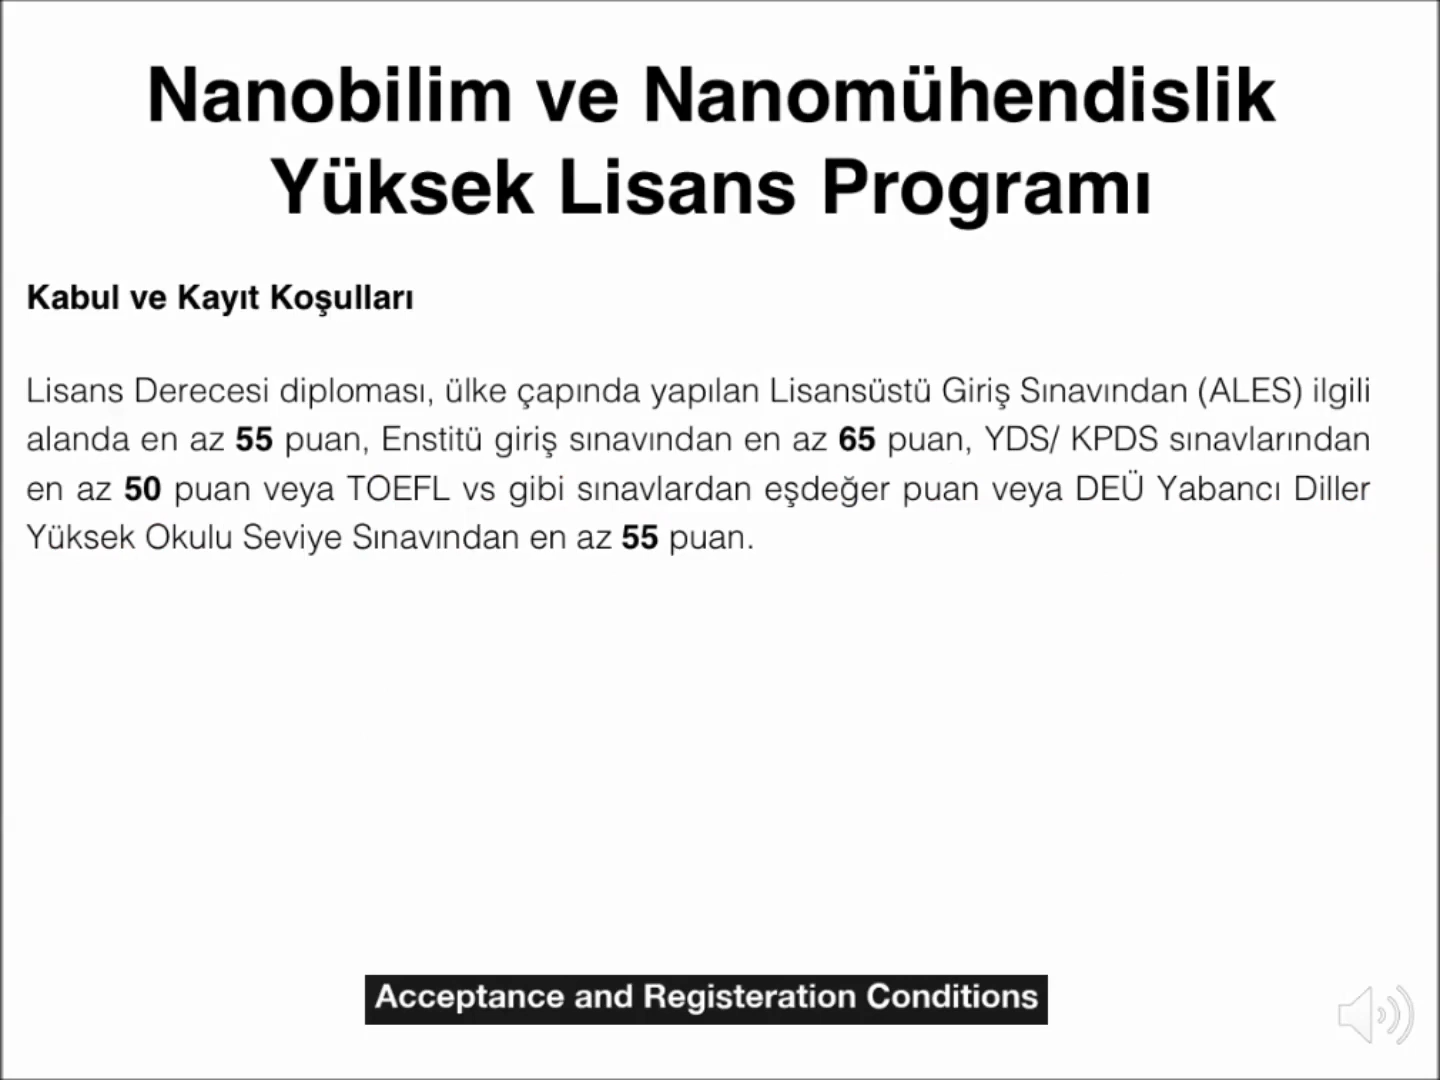 Nanobilim ve Nanomühendislik
Yüksek Lisans Programı
Kabul ve Kayıt Koşulları
Lisans Derecesi diploması, ülke çapında yapılan Lisansüstü Giriş Sınavından (ALES) ilgili
alanda en az 55 puan, Enstitü giriş sınavından en az 65 puan, YDS/ KPDS sınavlarından
en az 50 puan veya TOEFL vs gibi sınavlardan eşdeğer puan veya DEÜ Yabancı Diller
Yüksek Okulu Seviye Sınavından en az 55 puan.
Acceptance and Registeration Conditions